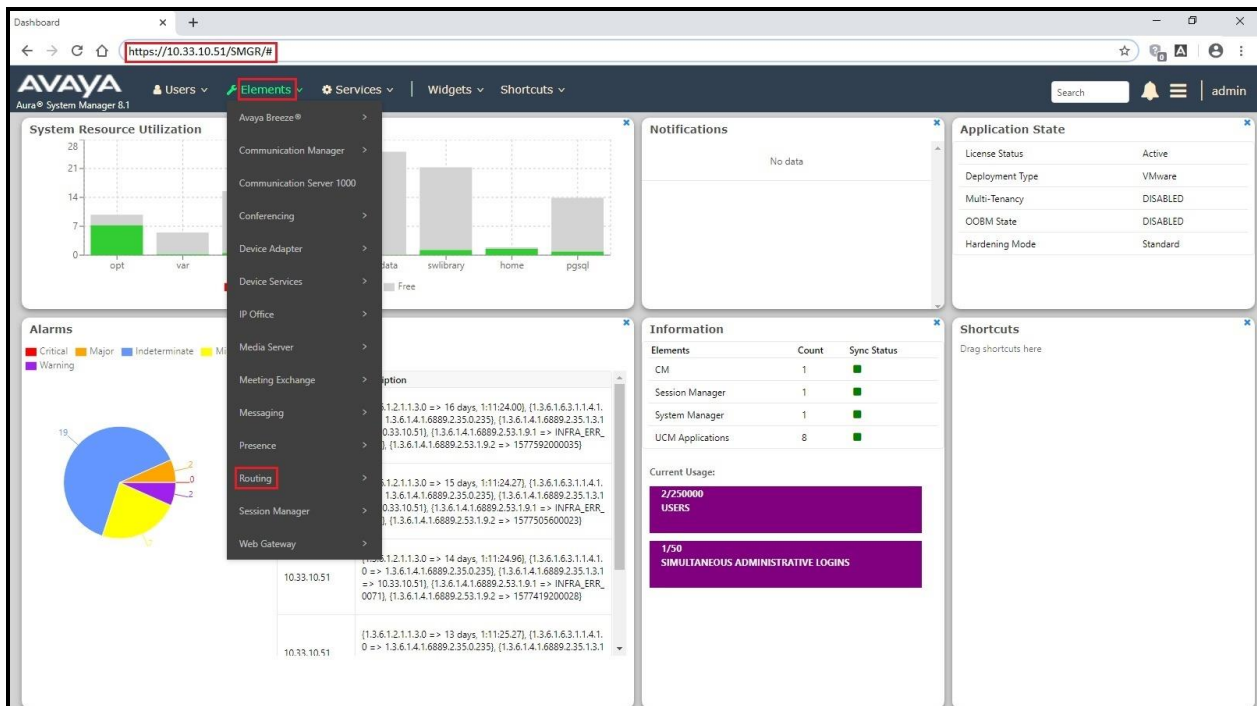 Dashboard
https://10.33.10.51/SMGR/#
AVAYA
Aura® System Manager 8.1
Users
Elements
Services
Widgets
Shortcuts
Search
admin
Avaya Breeze®
Communication Manager
Communication Server 1000
Conferencing
Device Adapter
Device Services
IP Office
Media Server
Meeting Exchange
Messaging
Presence
Routing
Session Manager
Web Gateway
System Resource Utilization
28
21
14
7
0
opt
var
swlibrary
home
pgsql
Free
Notifications
No data
Application State
License Status Active
Deployment Type VMware
Multi-Tenancy DISABLED
OOBM State DISABLED
Hardening Mode Standard
Alarms
Critical Major Indeterminate
Warning
19
2
0
2
7
10.33.10.51
{1.3.6.1.2.1.1.3.0 => 14 days, 1:11:24.96}, {1.3.6.1.6.3.1.1.4.1.
0 => 1.3.6.1.4.1.6889.2.35.0.235}, {1.3.6.1.4.1.6889.2.35.1.3.1
=> 10.33.10.51}, {1.3.6.1.4.1.6889.2.53.1.9.1 => INFRA_ERR_
0071}, {1.3.6.1.4.1.6889.2.53.1.9.2 => 1577419200028}
10.33.10.51
{1.3.6.1.2.1.1.3.0 => 13 days, 1:11:25.27}, {1.3.6.1.6.3.1.1.4.1.
0 => 1.3.6.1.4.1.6889.2.35.0.235}, {1.3.6.1.4.1.6889.2.35.1.3.1
Information
Elements Count Sync Status
CM 1
Session Manager 1
System Manager 1
UCM Applications 8
Current Usage:
2/250000
USERS
1/50
SIMULTANEOUS ADMINISTRATIVE LOGINS
Shortcuts
Drag shortcuts here